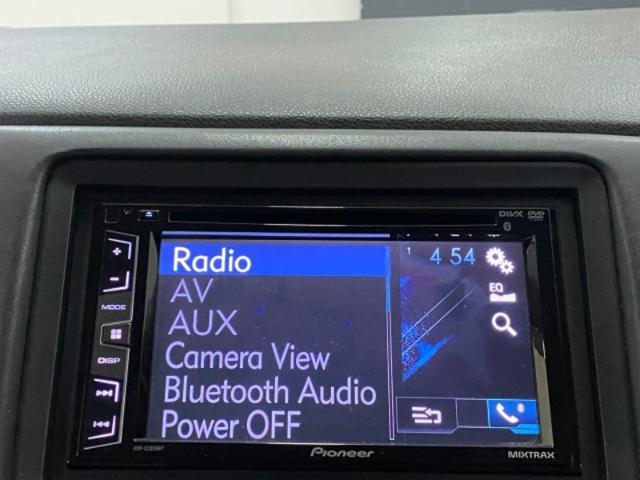 DIVX DVD
Radio
AV
AUX
Camera View
Bluetooth Audio
Power OFF
4 54
EQ
+
−
MODE
DISP
Pioneer
MIXTRAX